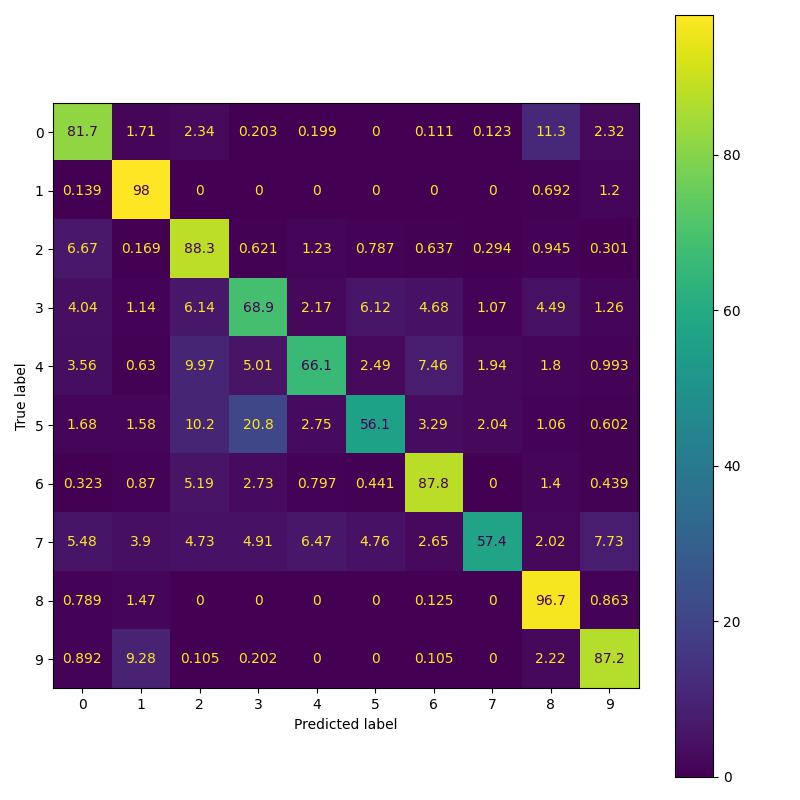 0 81.7 1.71 2.34 0.203 0.199 0 0.111 0.123 11.3 2.32
1 0.139 98 0 0 0 0 0 0 0.692 1.2
2 6.67 0.169 88.3 0.621 1.23 0.787 0.637 0.294 0.945 0.301
3 4.04 1.14 6.14 68.9 2.17 6.12 4.68 1.07 4.49 1.26
4 3.56 0.63 9.97 5.01 66.1 2.49 7.46 1.94 1.8 0.993
5 1.68 1.58 10.2 20.8 2.75 56.1 3.29 2.04 1.06 0.602
6 0.323 0.87 5.19 2.73 0.797 0.441 87.8 0 1.4 0.439
7 5.48 3.9 4.73 4.91 6.47 4.76 2.65 57.4 2.02 7.73
8 0.789 1.47 0 0 0 0 0.125 0 96.7 0.863
9 0.892 9.28 0.105 0.202 0 0 0.105 0 2.22 87.2
0 1 2 3 4 5 6 7 8 9
Predicted label
True label
80
60
40
20
0